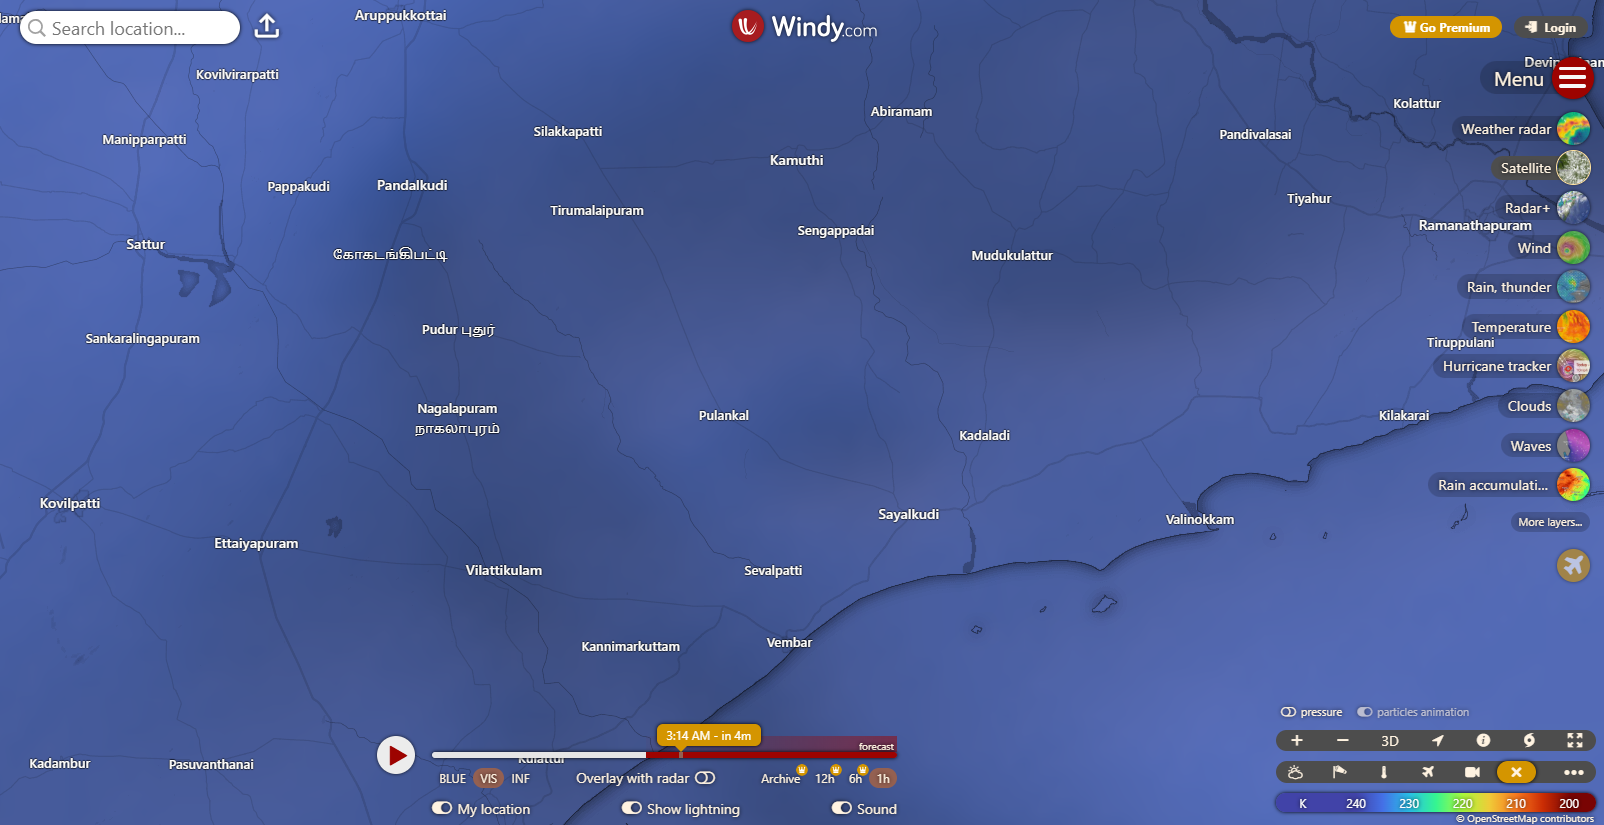 Search location...
Windy.com
Go Premium
Login
Menu
Weather radar
Satellite
Radar+
Wind
Rain, thunder
Temperature
Hurricane tracker
Clouds
Waves
Rain accumulati...
More layers...
Aruppukkottai
Kovilvirarpatti
Kolattur
Abiramam
Silakkapatti
Pandivalasai
Manipparpatti
Kamuthi
Pappakudi
Pandalkudi
Tiyahur
Tirumalaipuram
Ramanathapuram
Sengappadai
Sattur
கோகடங்கிபட்டி
Mudukulattur
Pudur புதுர்
Sankaralingapuram
Tiruppulani
Nagalapuram
நாகலாபுரம்
Pulankal
Kilakarai
Kadaladi
Kovilpatti
Sayalkudi
Valinokkam
Ettaiyapuram
Vilattikulam
Sevalpatti
Kannimarkuttam
Vembar
Kadambur
Pasuvanthanai
Kulattur
3:14 AM - in 4m
forecast
BLUE VIS INF
Overlay with radar
Archive 12h 6h 1h
My location
Show lightning
Sound
pressure
particles animation
3D
K 240 230 220 210 200
© OpenStreetMap contributors